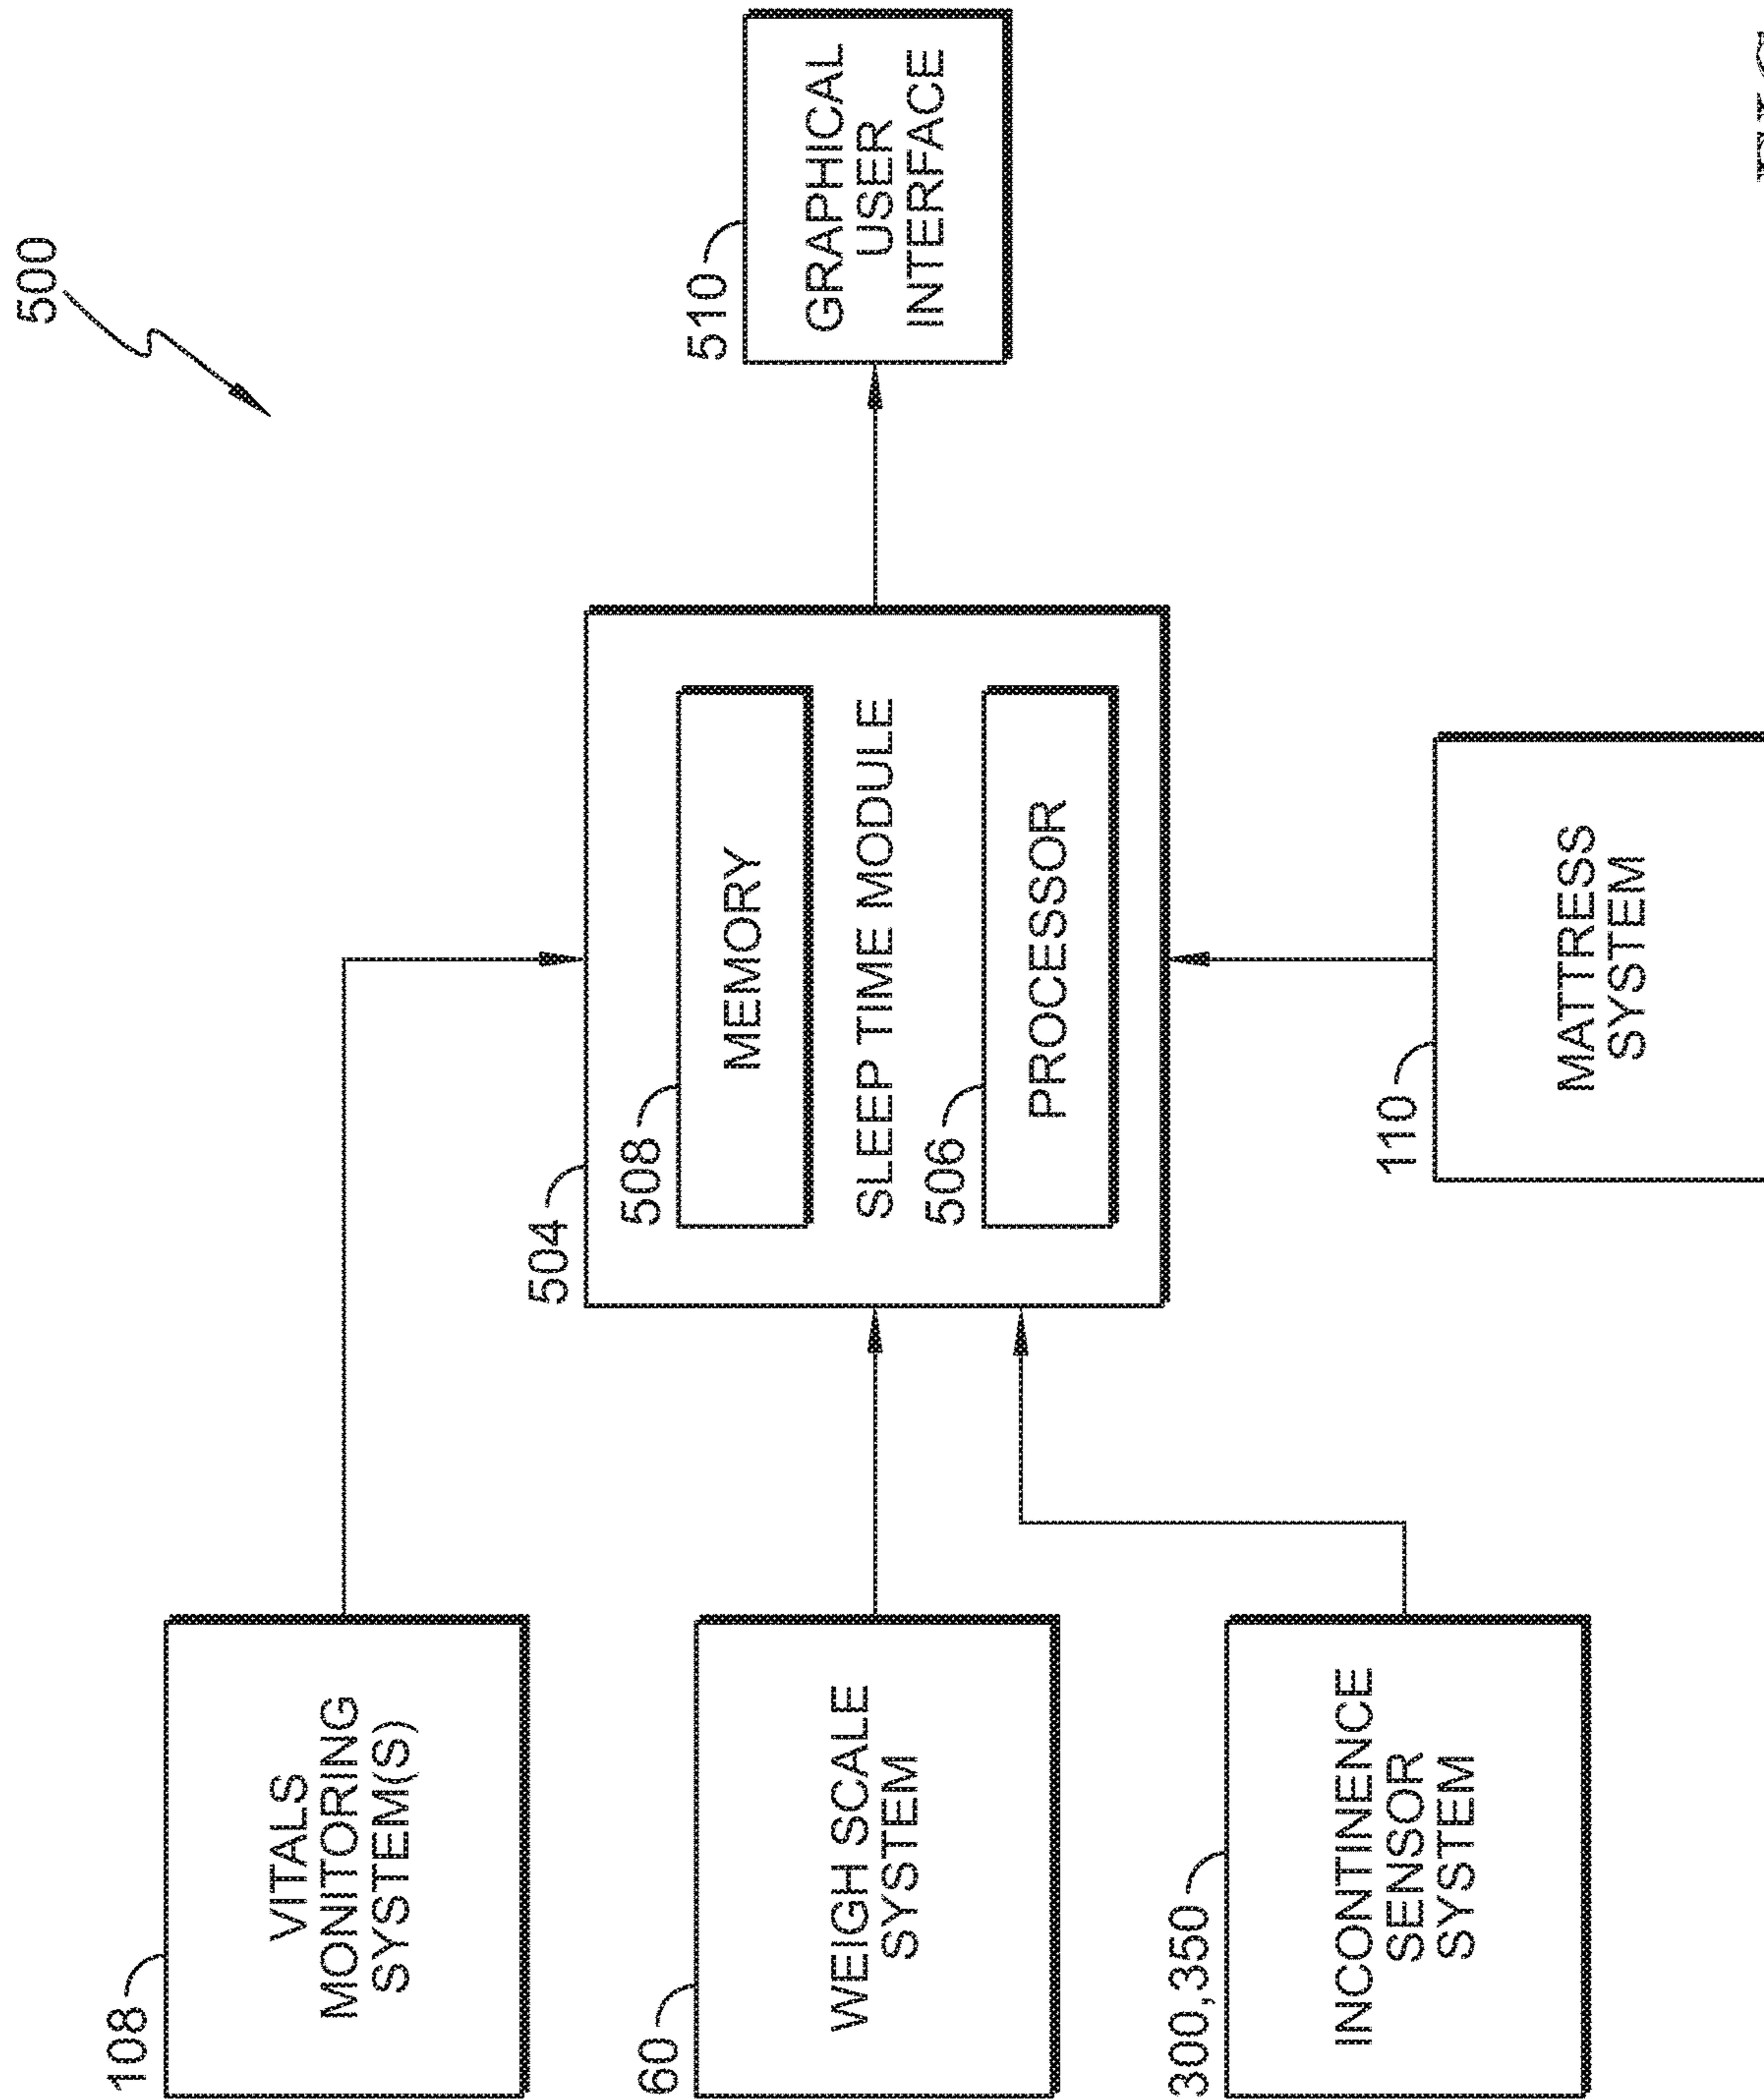 500
108
VITALS
MONITORING
SYSTEM(S)
60
WEIGH SCALE
SYSTEM
300,350
INCONTINENCE
SENSOR
SYSTEM
504
508
MEMORY
SLEEP TIME MODULE
506
PROCESSOR
510
GRAPHICAL
USER
INTERFACE
110
MATTRESS
SYSTEM